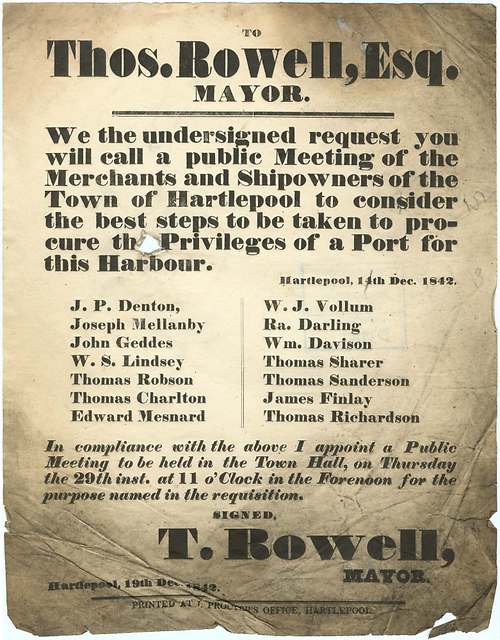 TO
Thos. Rowell, Esq.
MAYOR.
We the undersigned request you
will call a public Meeting of the
Merchants and Shipowners of the
Town of Hartlepool to consider
the best steps to be taken to pro-
cure the Privileges of a Port for
this Harbour.
Hartlepool, 14th Dec. 1842.
J. P. Denton,
Joseph Mellanby
John Geddes
W. S. Lindsey
Thomas Robson
Thomas Charlton
Edward Mesnard
W. J. Vollum
Ra. Darling
Wm. Davison
Thomas Sharer
Thomas Sanderson
James Finlay
Thomas Richardson
In compliance with the above I appoint a Public
Meeting to be held in the Town Hall, on Thursday
the 29th inst. at 11 o'Clock in the Forenoon for the
purpose named in the requisition.
SIGNED,
T. Rowell,
MAYOR.
Hartlepool, 19th Dec. 1842.
PRINTED AT J. PROCTER'S OFFICE, HARTLEPOOL.